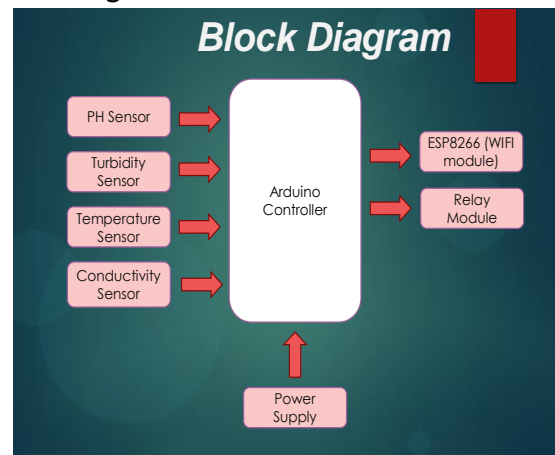 Block Diagram
PH Sensor
Turbidity
Sensor
Temperature
Sensor
Conductivity
Sensor
Arduino
Controller
ESP8266 (WIFI
module)
Relay
Module
Power
Supply